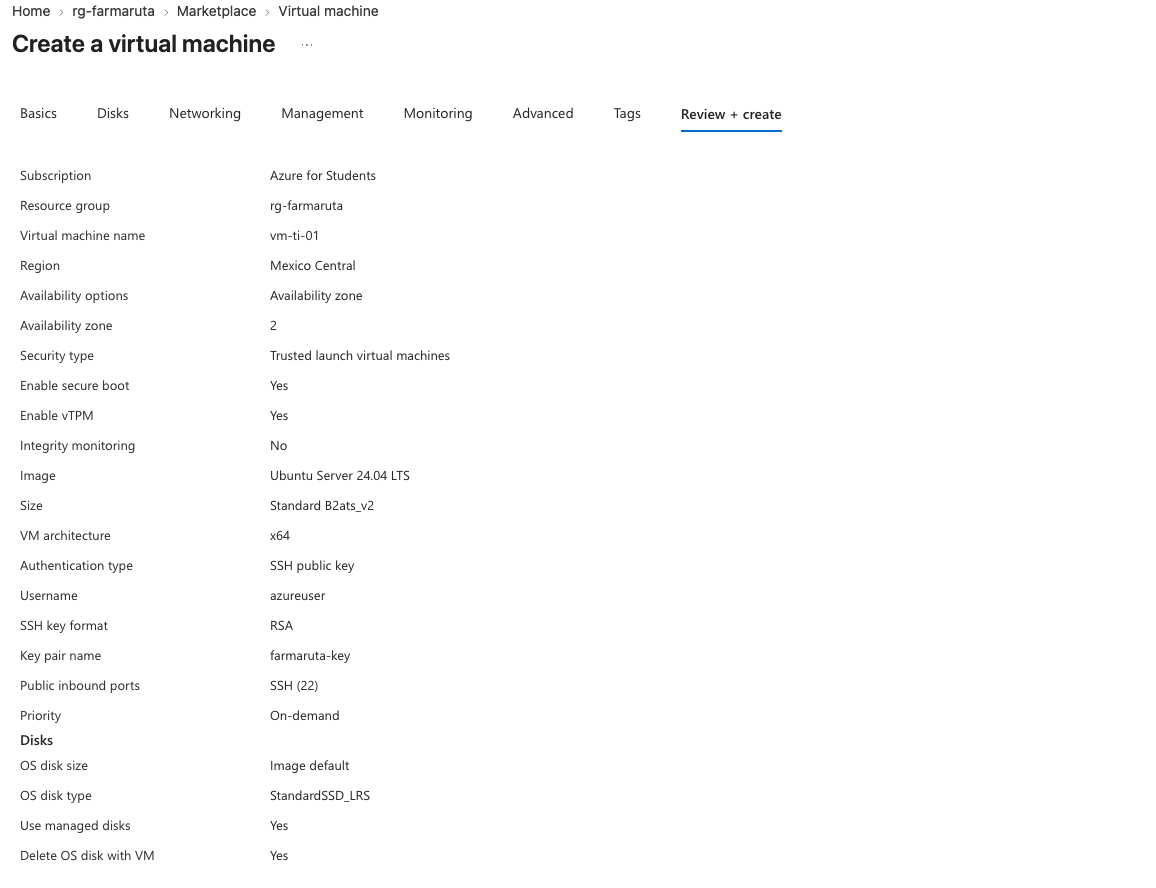 Home > rg-farmaruta > Marketplace > Virtual machine
Create a virtual machine ...
Basics Disks Networking Management Monitoring Advanced Tags Review + create
Subscription Azure for Students
Resource group rg-farmaruta
Virtual machine name vm-ti-01
Region Mexico Central
Availability options Availability zone
Availability zone 2
Security type Trusted launch virtual machines
Enable secure boot Yes
Enable vTPM Yes
Integrity monitoring No
Image Ubuntu Server 24.04 LTS
Size Standard B2ats_v2
VM architecture x64
Authentication type SSH public key
Username azureuser
SSH key format RSA
Key pair name farmaruta-key
Public inbound ports SSH (22)
Priority On-demand
Disks
OS disk size Image default
OS disk type StandardSSD_LRS
Use managed disks Yes
Delete OS disk with VM Yes